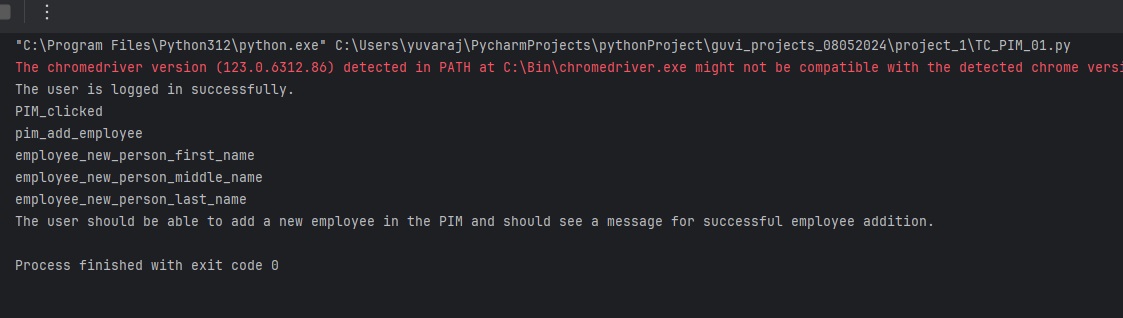 "C:\Program Files\Python312\python.exe" C:\Users\yuvaraj\PycharmProjects\pythonProject\guvi_projects_08052024\project_1\TC_PIM_01.py
The chromedriver version (123.0.6312.86) detected in PATH at C:\Bin\chromedriver.exe might not be compatible with the detected chrome versi
The user is logged in successfully.
PIM_clicked
pim_add_employee
employee_new_person_first_name
employee_new_person_middle_name
employee_new_person_last_name
The user should be able to add a new employee in the PIM and should see a message for successful employee addition.
Process finished with exit code 0